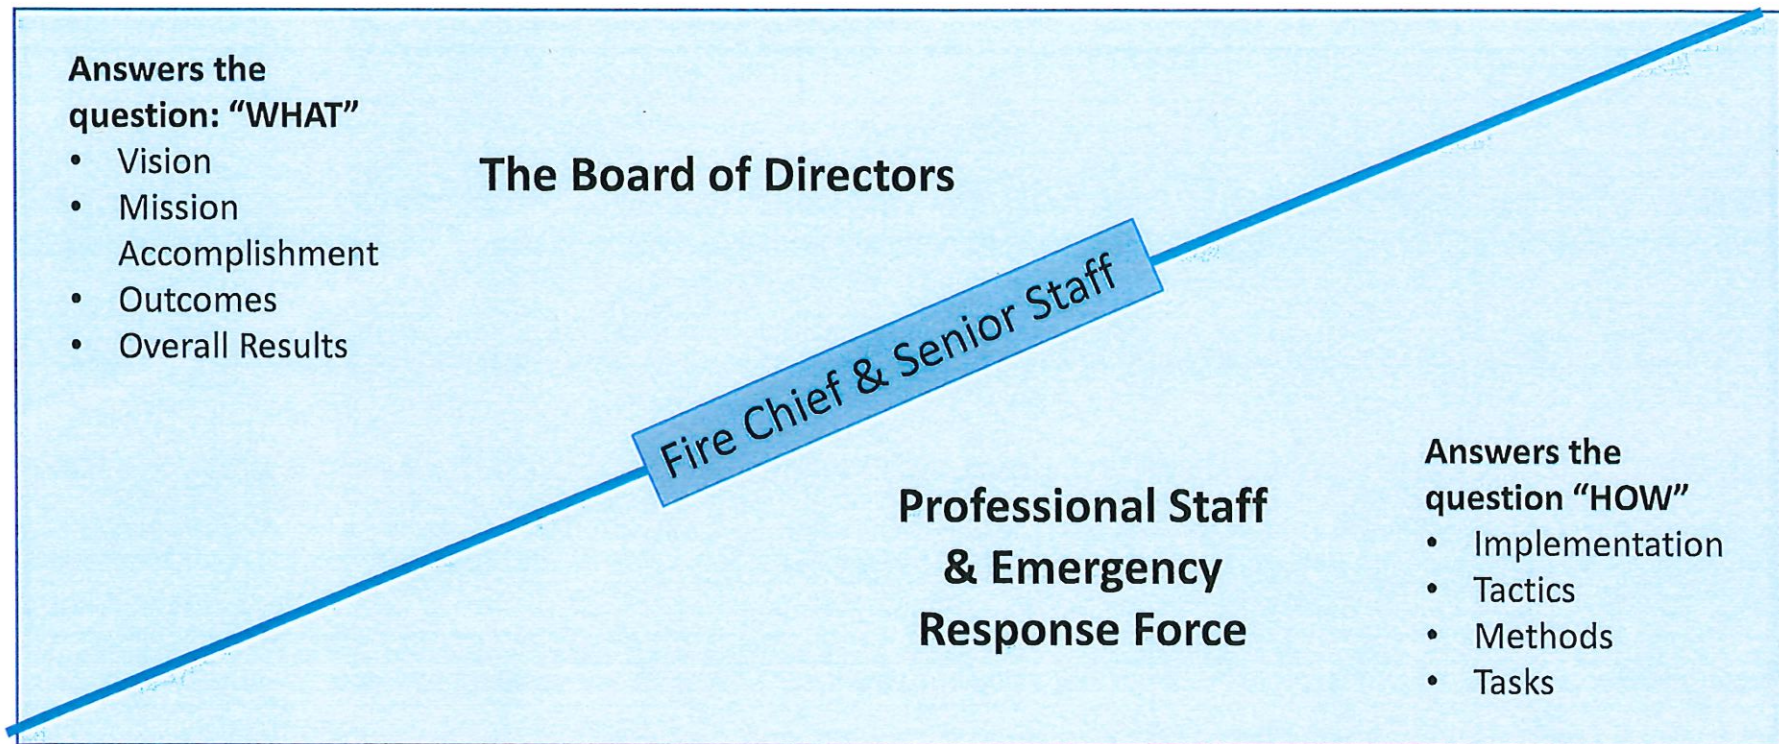 Answers the
question: “WHAT”
• Vision
• Mission
Accomplishment
• Outcomes
• Overall Results
The Board of Directors
Fire Chief & Senior Staff
Professional Staff
& Emergency
Response Force
Answers the
question “HOW”
• Implementation
• Tactics
• Methods
• Tasks